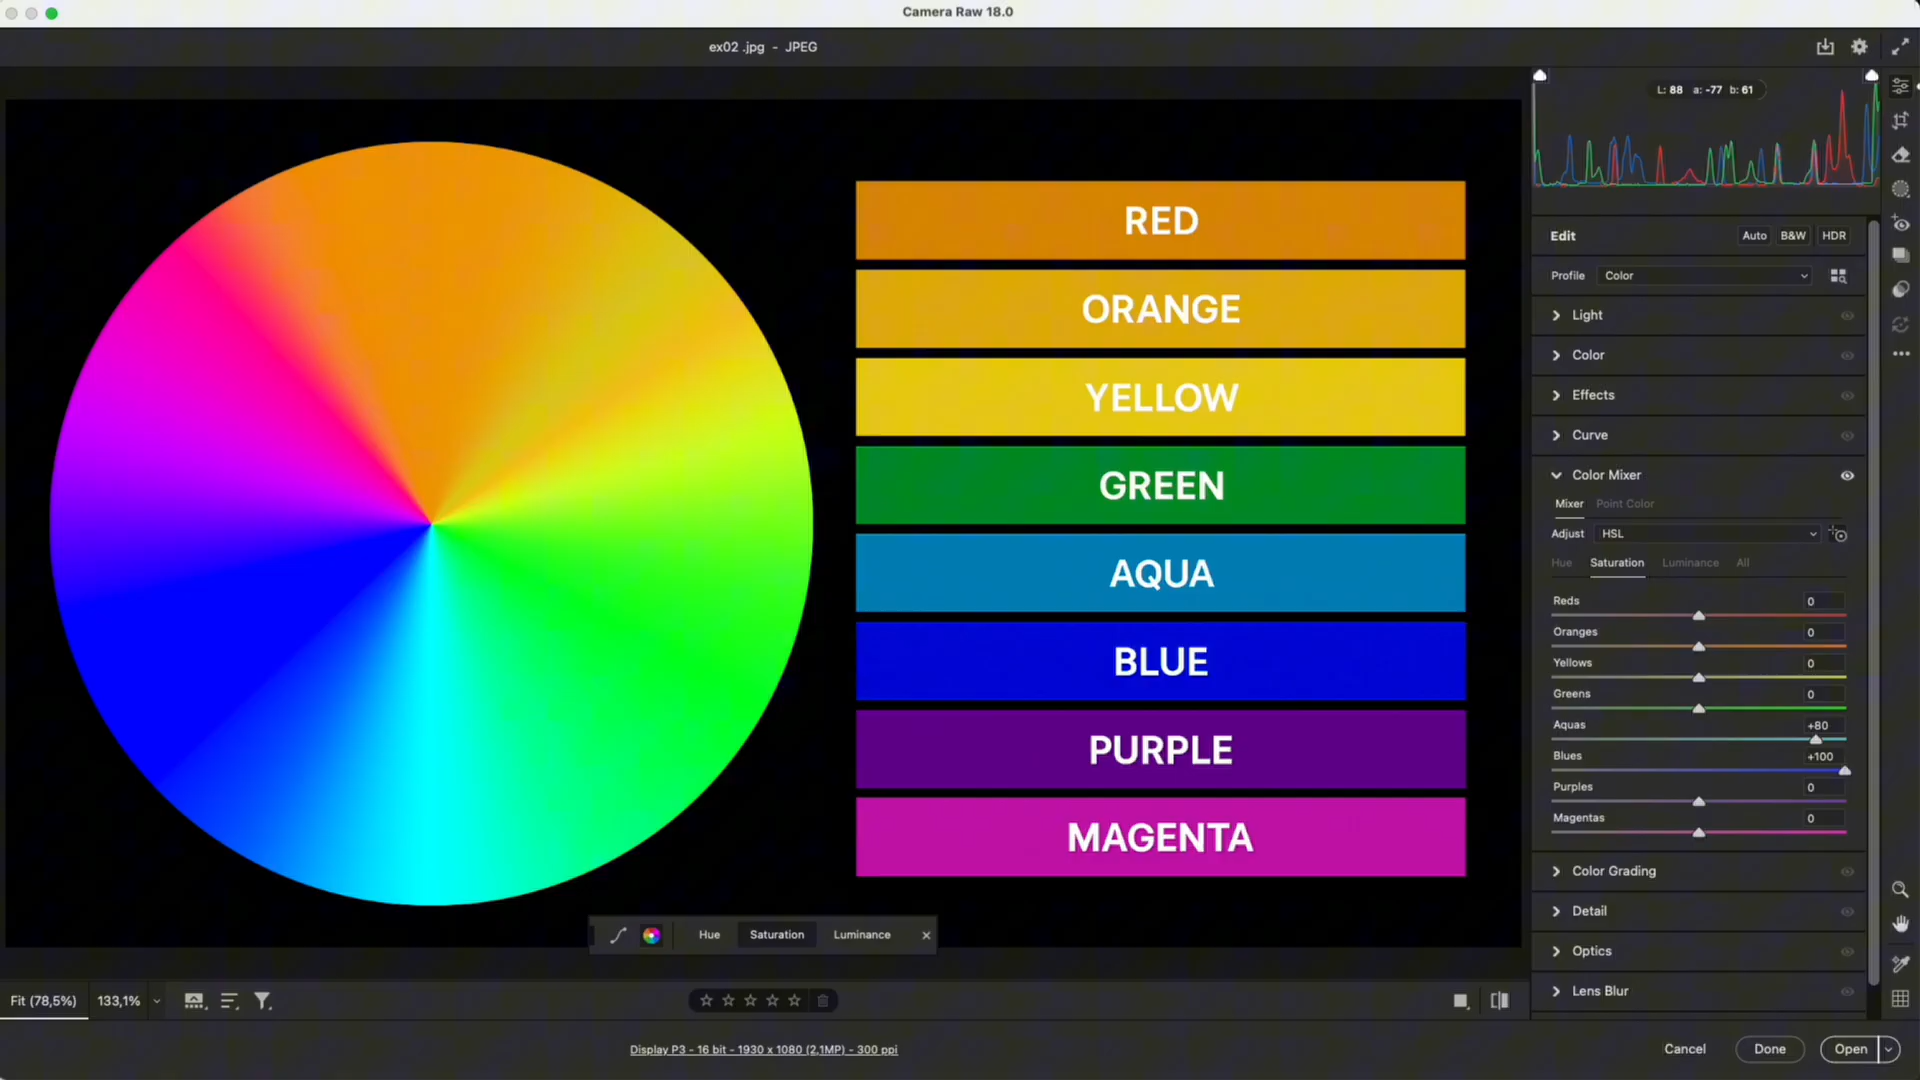 Camera Raw 18.0
ex02 .jpg - JPEG
L: 88 a: -77 b: 61
RED
ORANGE
YELLOW
GREEN
AQUA
BLUE
PURPLE
MAGENTA
Edit Auto B&W HDR
Profile Color
Light
Color
Effects
Curve
Color Mixer
Mixer Point Color
Adjust HSL
Hue Saturation Luminance All
Reds 0
Oranges 0
Yellows 0
Greens 0
Aquas +80
Blues +100
Purples 0
Magentas 0
Color Grading
Detail
Optics
Lens Blur
Hue Saturation Luminance
Fit (78,5%) 133,1%
Display P3 - 16 bit - 1930 x 1080 (2,1MP) - 300 ppi
Cancel Done Open